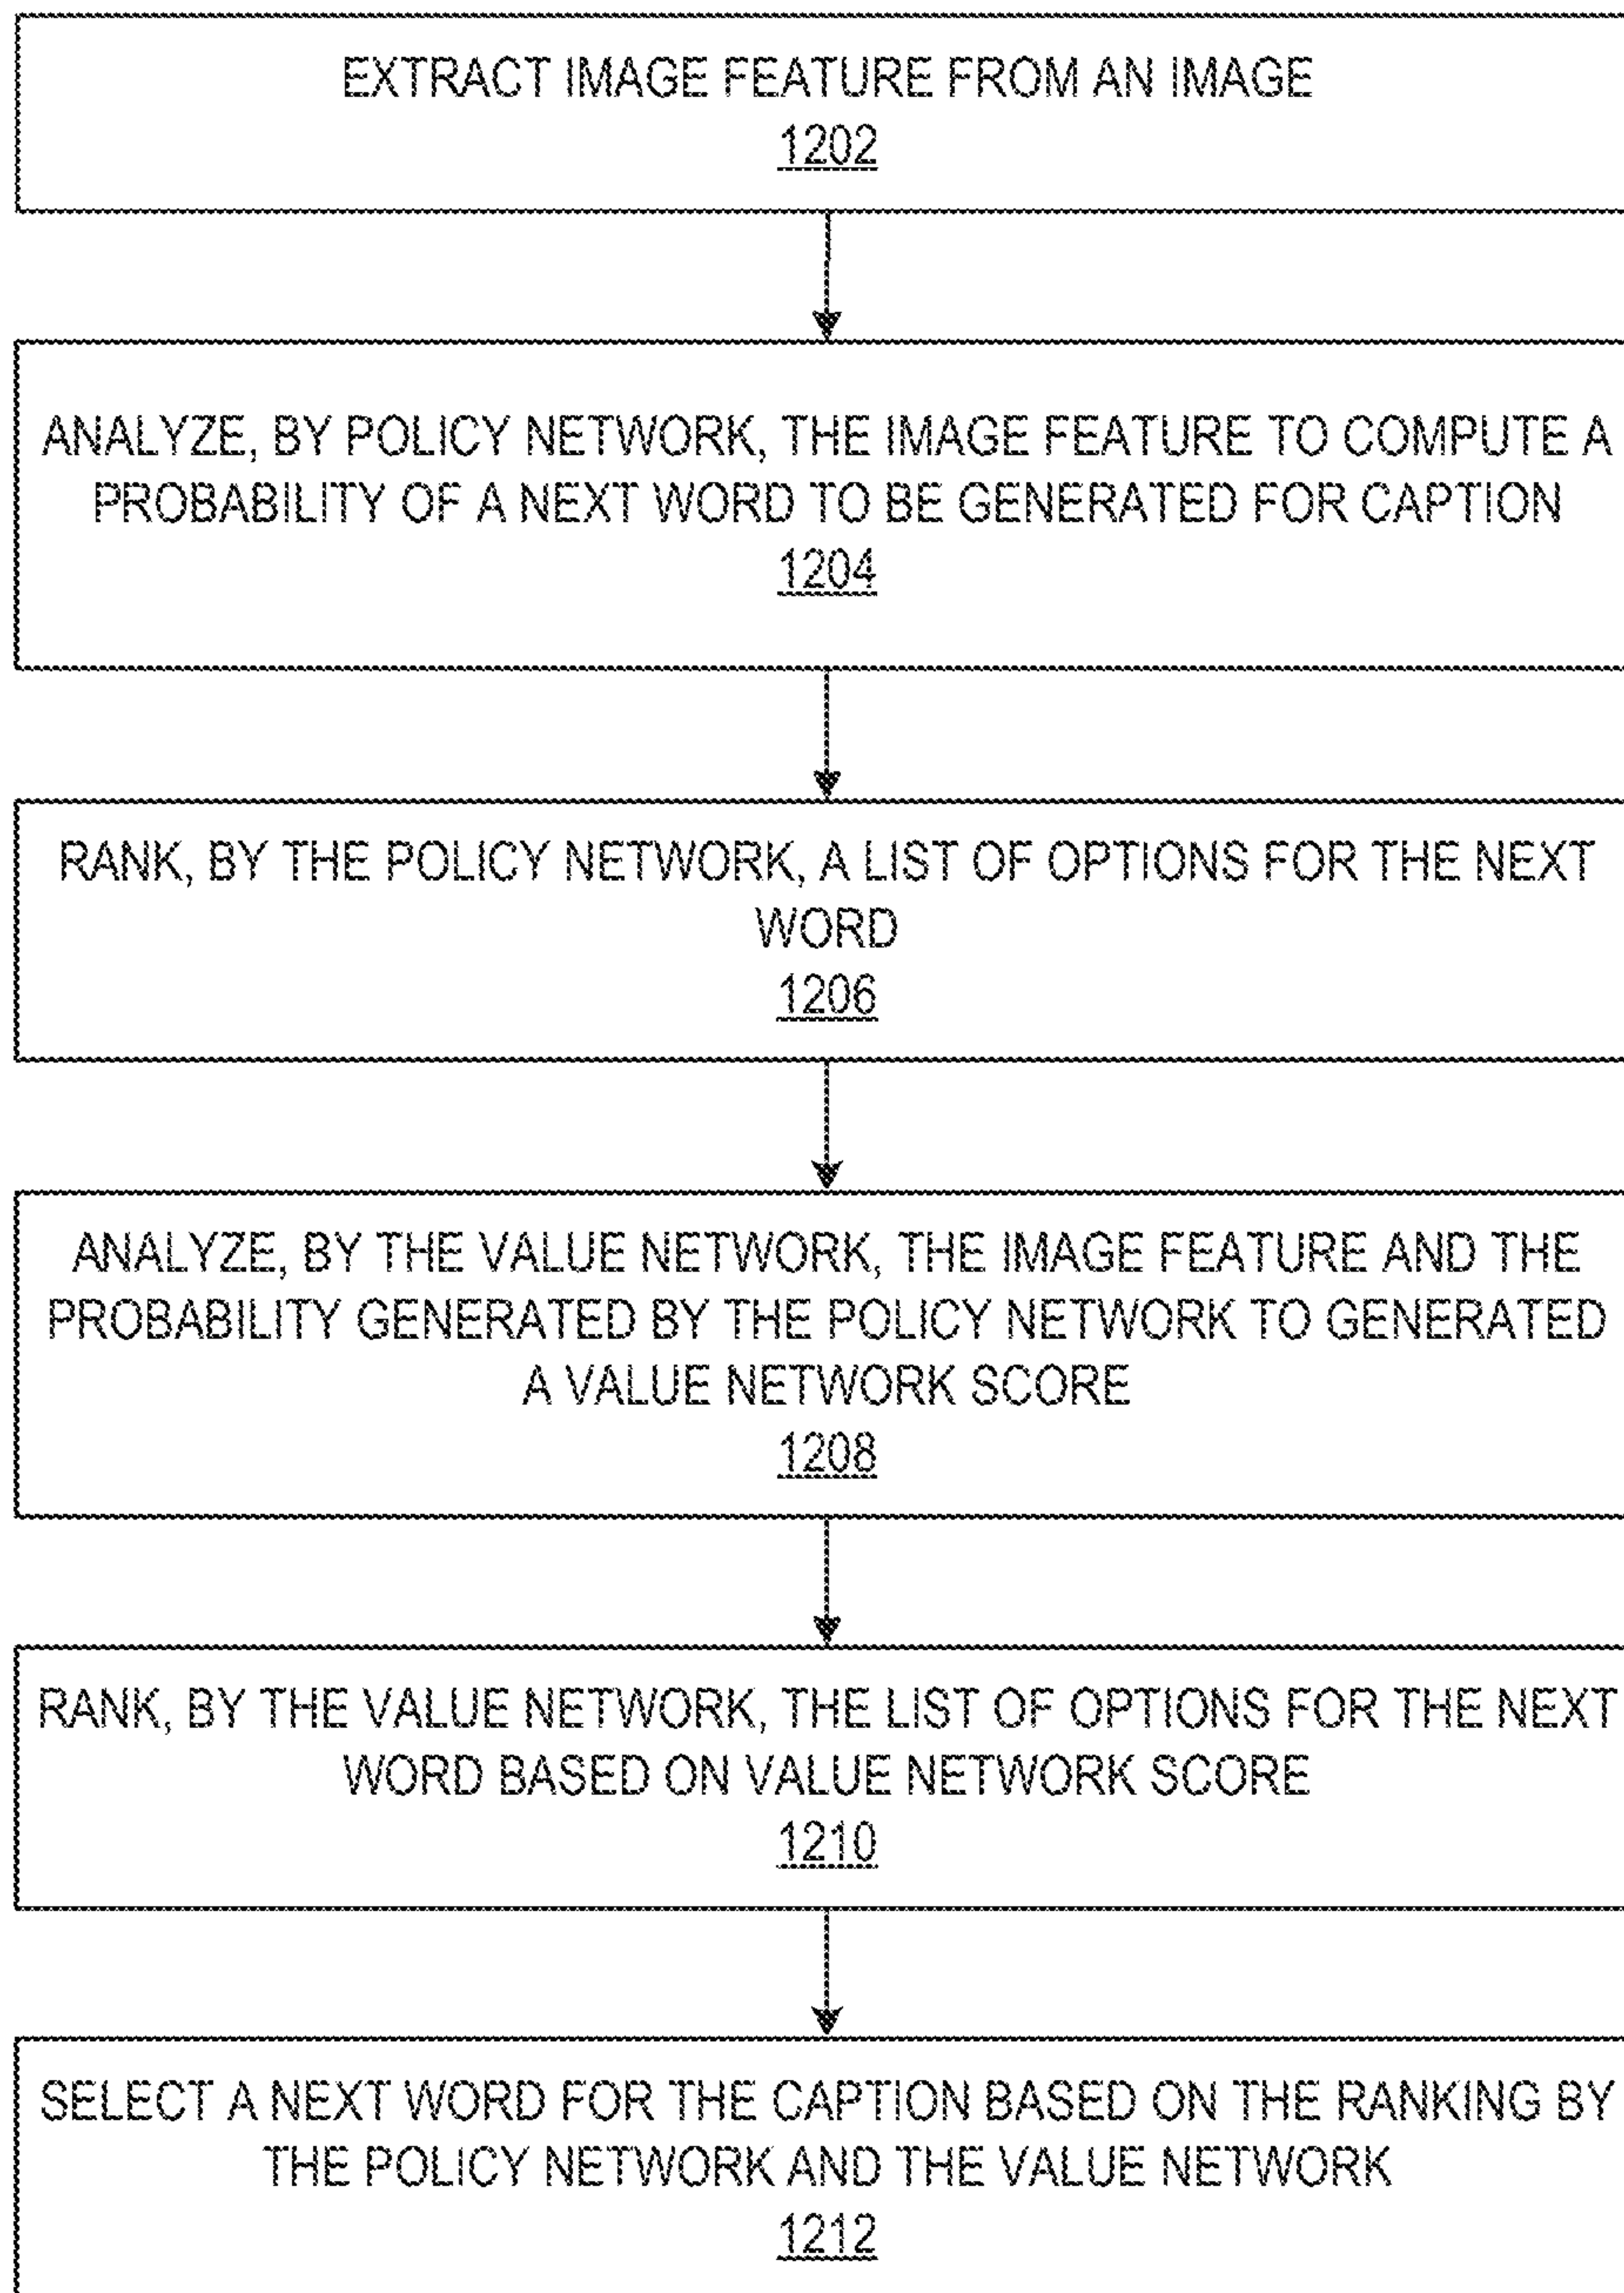 EXTRACT IMAGE FEATURE FROM AN IMAGE
1202
ANALYZE, BY POLICY NETWORK, THE IMAGE FEATURE TO COMPUTE A
PROBABILITY OF A NEXT WORD TO BE GENERATED FOR CAPTION
1204
RANK, BY THE POLICY NETWORK, A LIST OF OPTIONS FOR THE NEXT
WORD
1206
ANALYZE, BY THE VALUE NETWORK, THE IMAGE FEATURE AND THE
PROBABILITY GENERATED BY THE POLICY NETWORK TO GENERATED
A VALUE NETWORK SCORE
1208
RANK, BY THE VALUE NETWORK, THE LIST OF OPTIONS FOR THE NEXT
WORD BASED ON VALUE NETWORK SCORE
1210
SELECT A NEXT WORD FOR THE CAPTION BASED ON THE RANKING BY
THE POLICY NETWORK AND THE VALUE NETWORK
1212